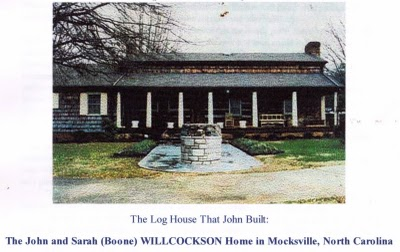 The Log House That John Built:
The John and Sarah (Boone) WILLCOCKSON Home in Mocksville, North Carolina